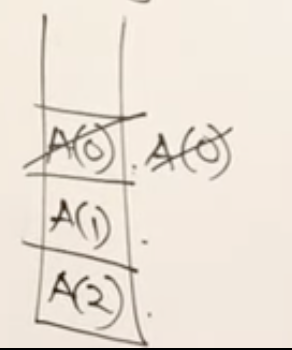 A(0) . A(0)
A(1) .
A(2) .